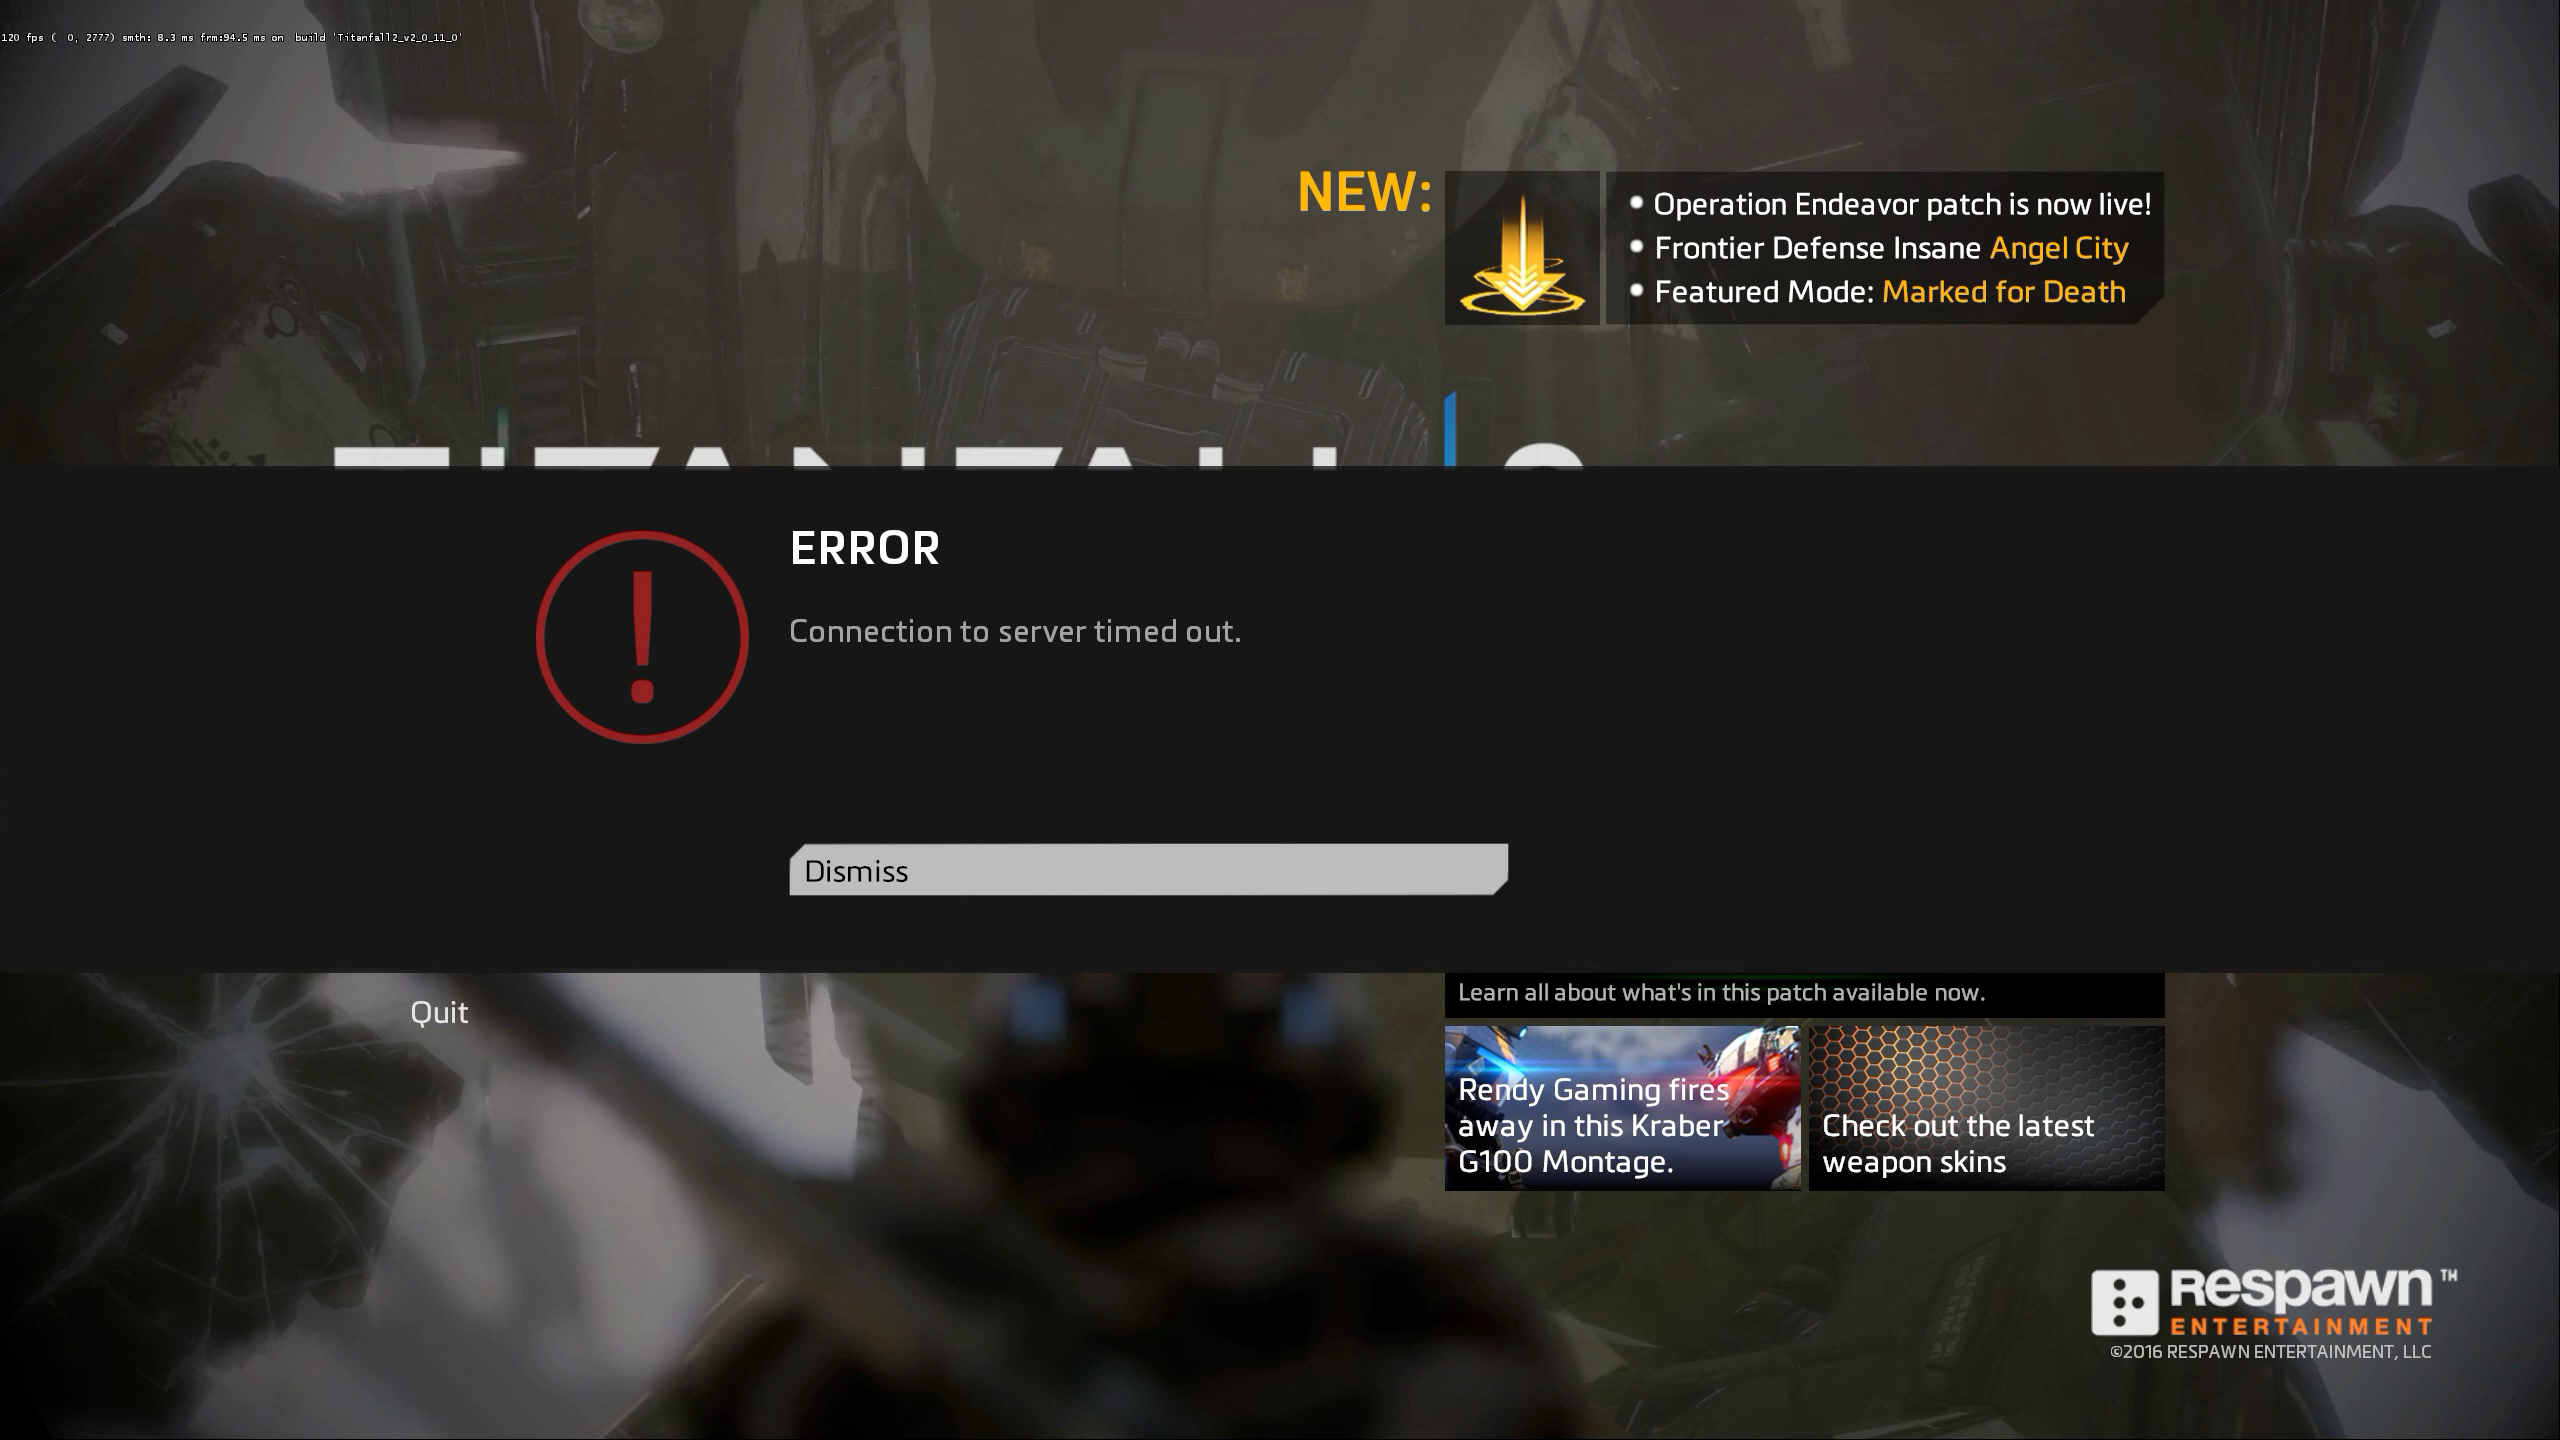 120 fps ( 0, 2777) smth: 8.3 ms frm:94.5 ms on build 'Titanfall2_v2_0_11_0'
NEW:
• Operation Endeavor patch is now live!
• Frontier Defense Insane Angel City
• Featured Mode: Marked for Death
ERROR
Connection to server timed out.
Dismiss
Quit
Learn all about what's in this patch available now.
Rendy Gaming fires
away in this Kraber
G100 Montage.
Check out the latest
weapon skins
Respawn™
ENTERTAINMENT
©2016 RESPAWN ENTERTAINMENT, LLC